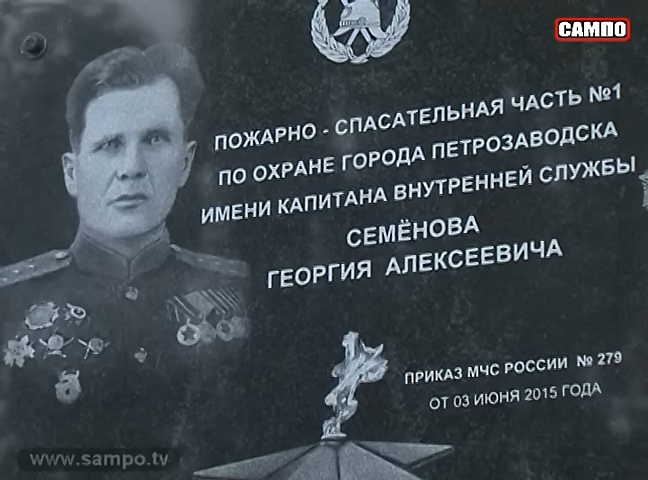 САМПО
ПОЖАРНО - СПАСАТЕЛЬНАЯ ЧАСТЬ №1
ПО ОХРАНЕ ГОРОДА ПЕТРОЗАВОДСКА
ИМЕНИ КАПИТАНА ВНУТРЕННЕЙ СЛУЖБЫ
СЕМЁНОВА
ГЕОРГИЯ АЛЕКСЕЕВИЧА
ПРИКАЗ МЧС РОССИИ № 279
ОТ 03 ИЮНЯ 2015 ГОДА
www.sampo.tv